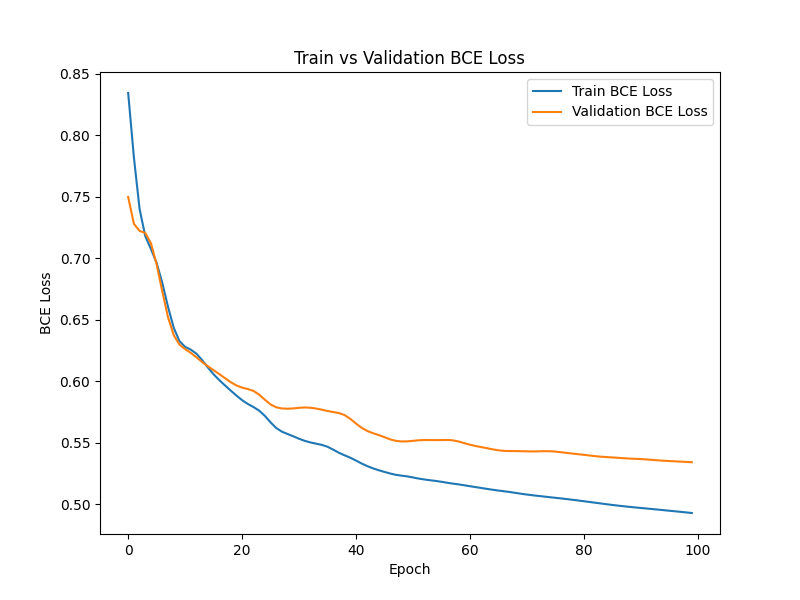 Train vs Validation BCE Loss
Train BCE Loss
Validation BCE Loss
0.85
0.80
0.75
0.70
0.65
0.60
0.55
0.50
BCE Loss
0 20 40 60 80 100
Epoch